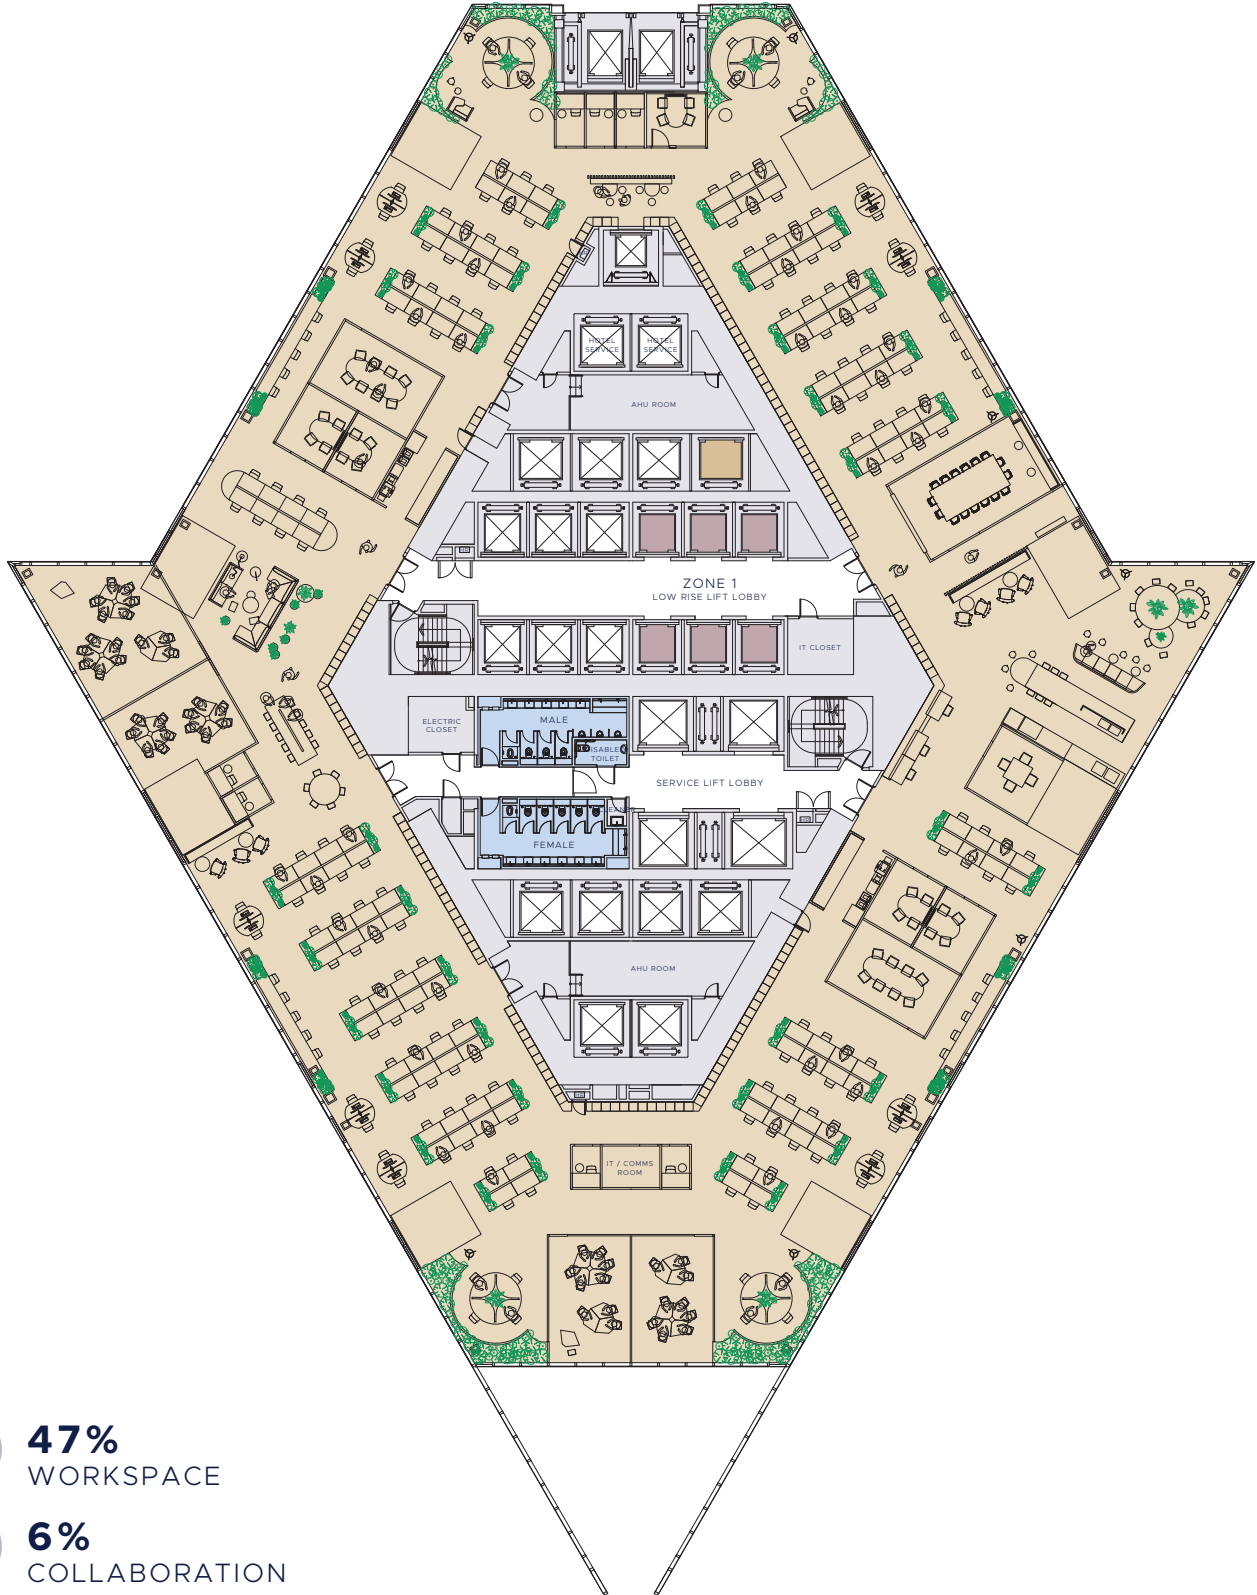 HOTEL
SERVICE
HOTEL
SERVICE
AHU ROOM
ZONE 1
LOW RISE LIFT LOBBY
IT CLOSET
ELECTRIC
CLOSET
MALE
ISABLE
TOILET
SERVICE LIFT LOBBY
FEMALE
AHU ROOM
IT / COMMS
ROOM
47%
WORKSPACE
6%
COLLABORATION